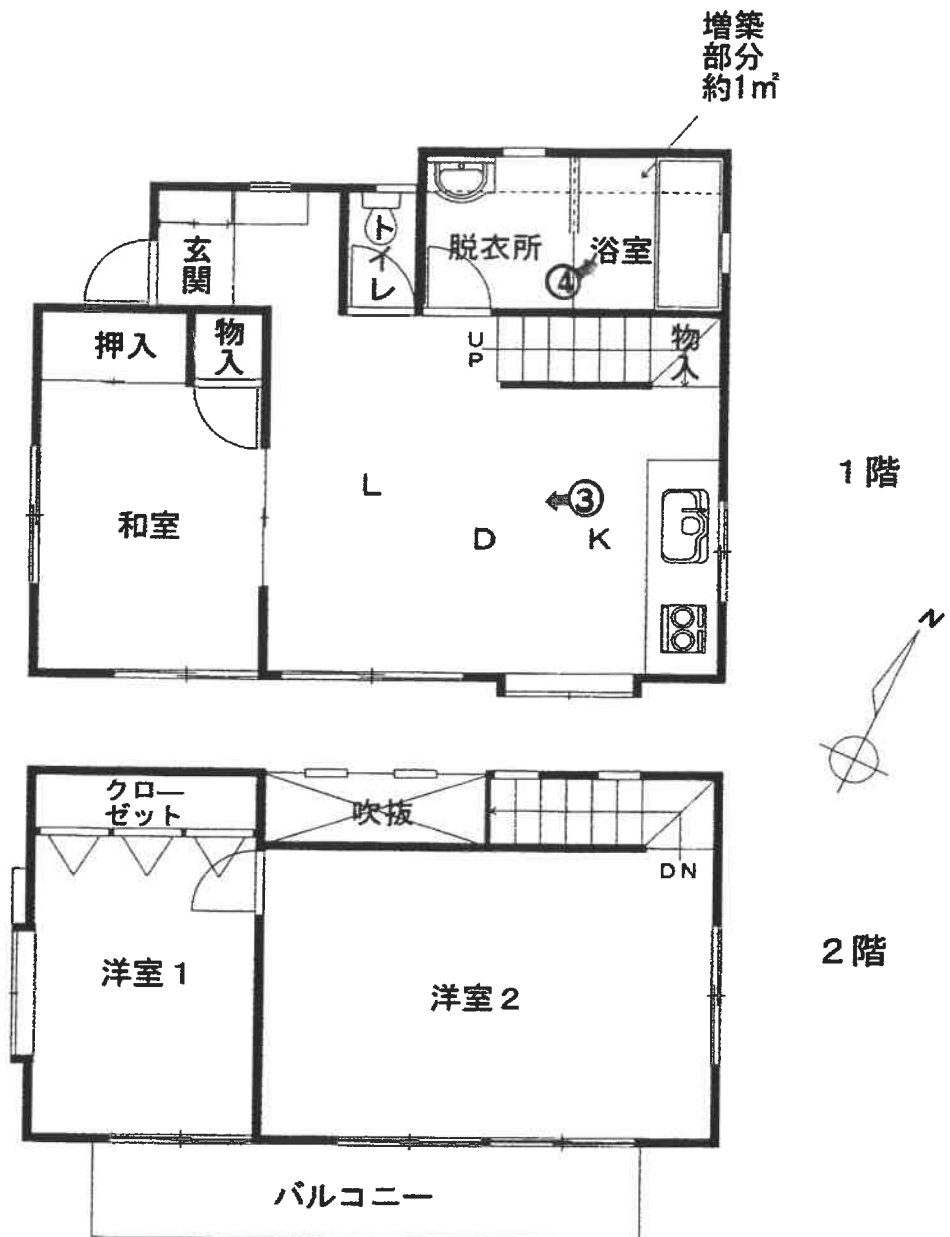 増築
部分
約1㎡
玄関
トイレ
脱衣所
浴室
④
押入
物入
UP
物入
L
③
1階
和室
D
K
N
クロー
ゼット
吹抜
DN
洋室1
洋室2
2階
バルコニー